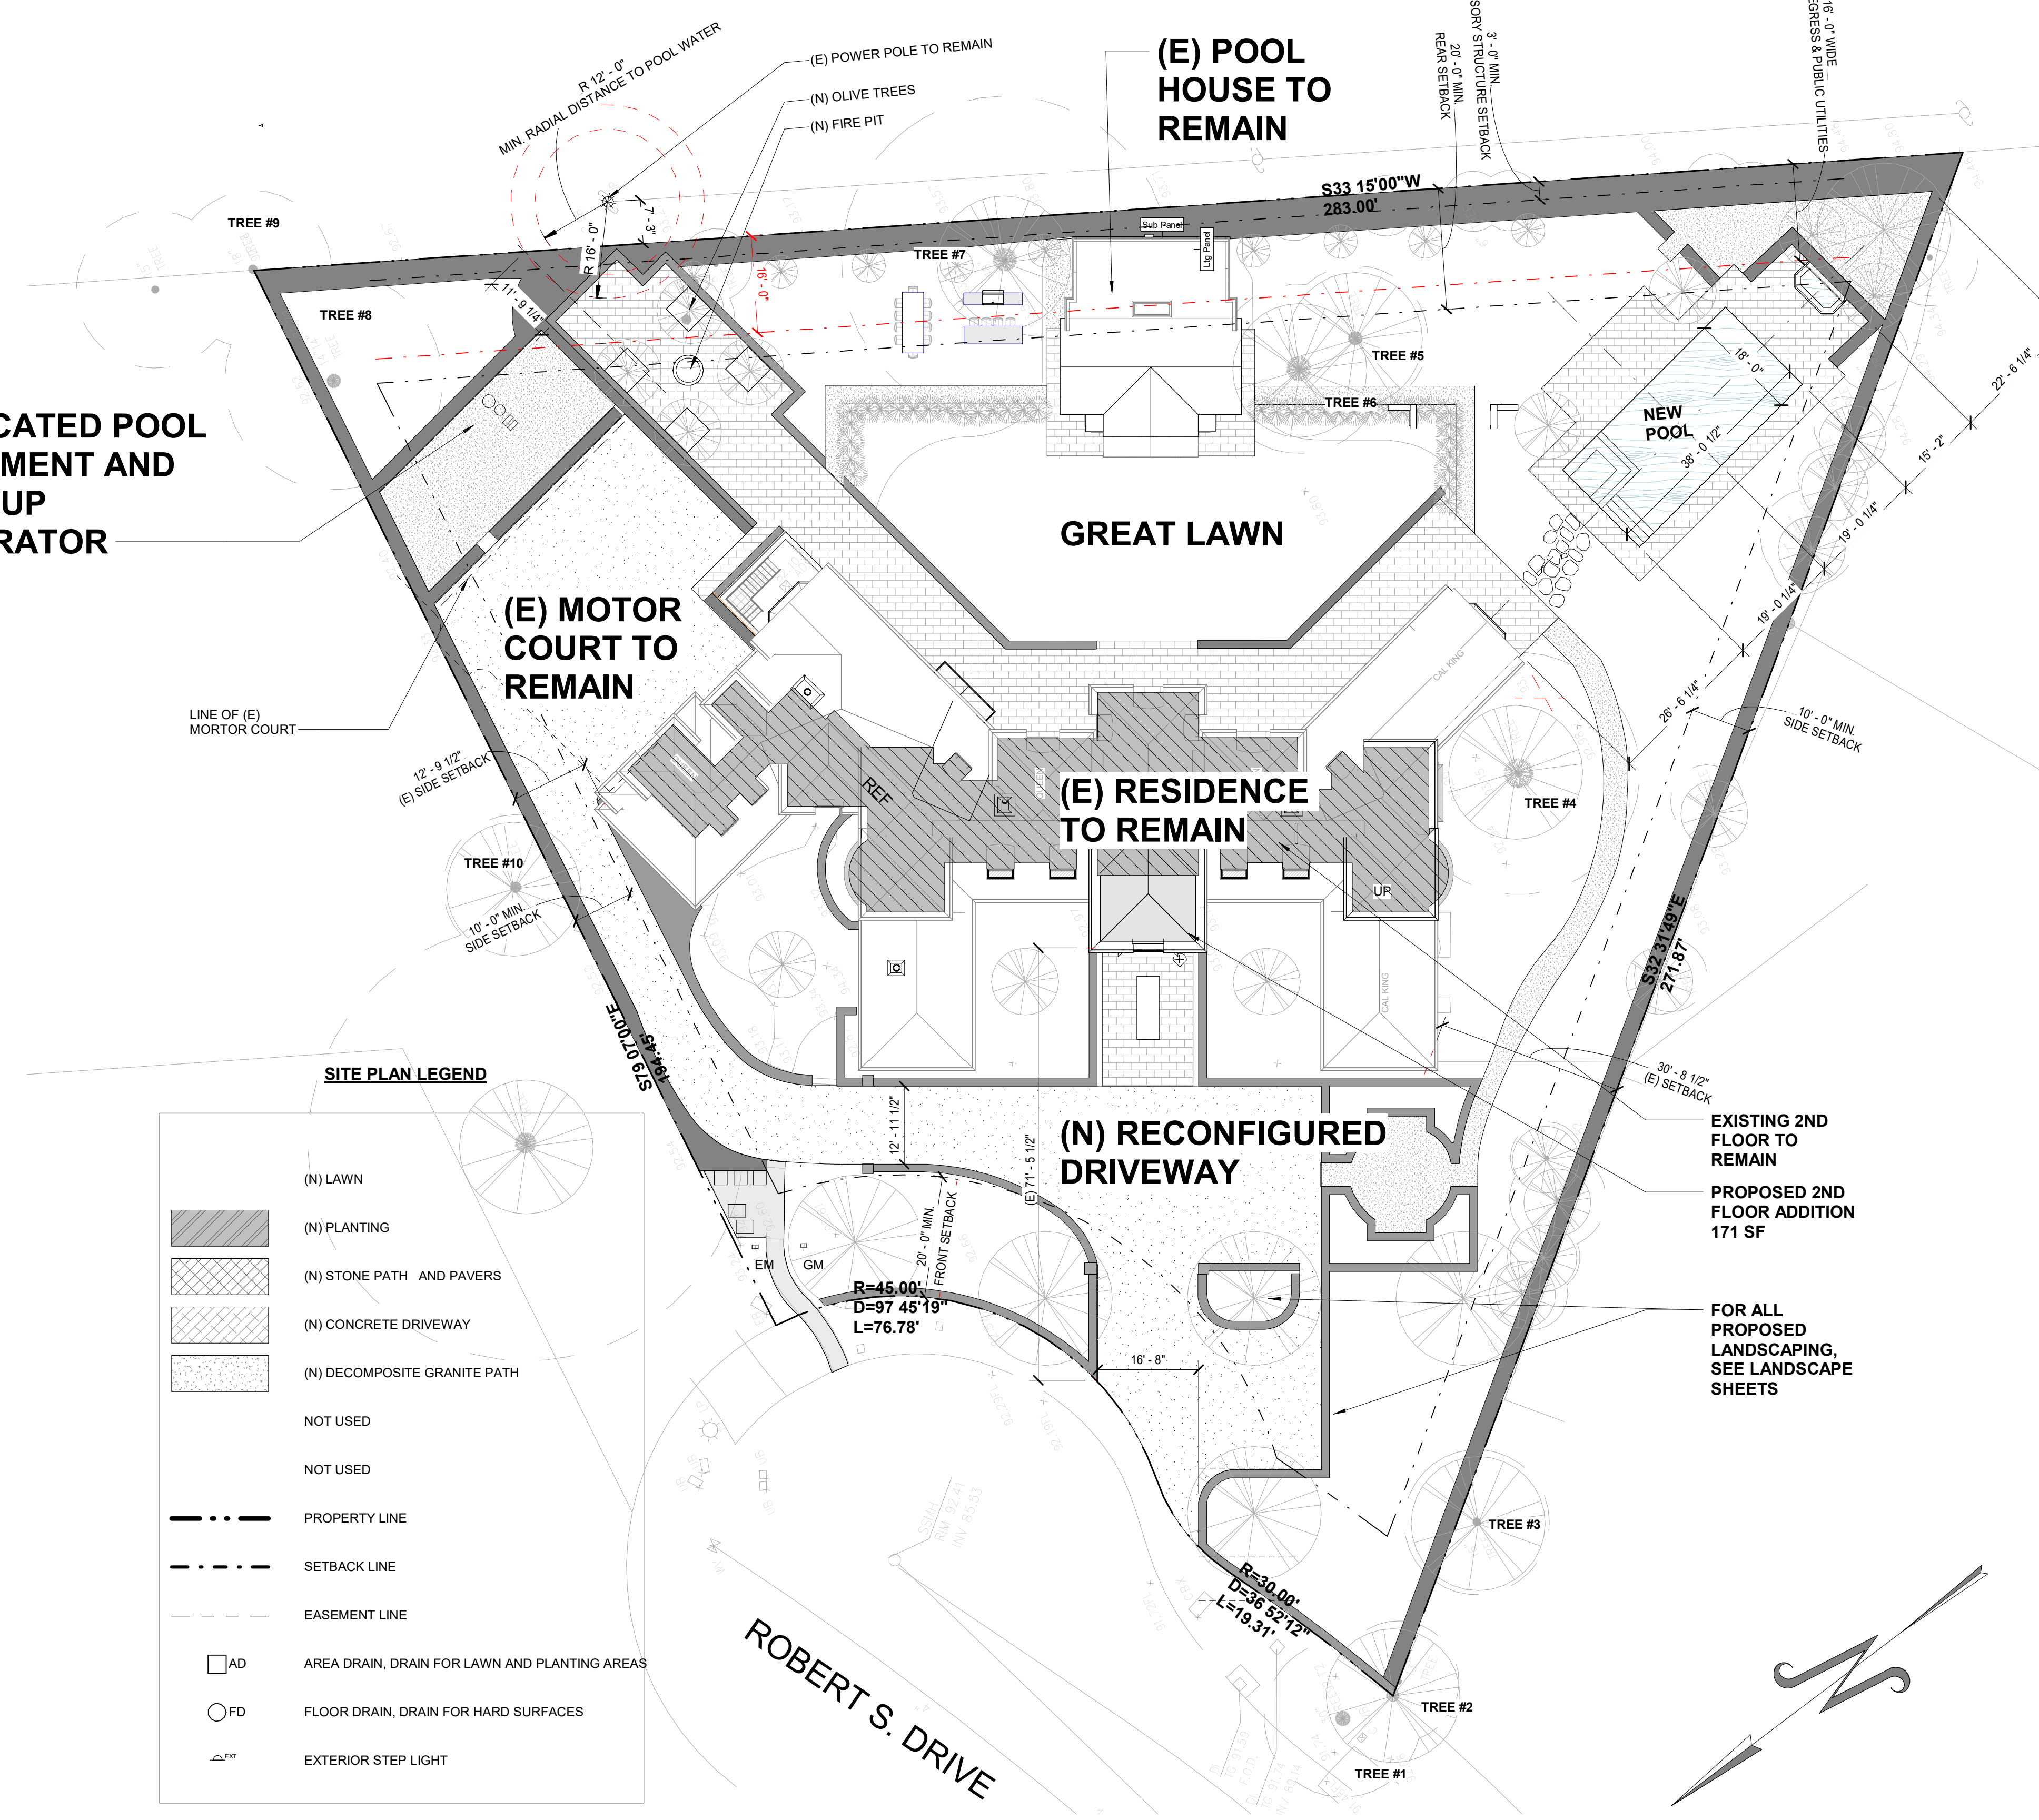 R 12' - 0"
MIN. RADIAL DISTANCE TO POOL WATER
(E) POWER POLE TO REMAIN
(N) OLIVE TREES
(N) FIRE PIT
(E) POOL
HOUSE TO
REMAIN
20' - 0" MIN.
REAR SETBACK
3' - 0" MIN.
SORY STRUCTURE SETBACK
16' - 0" WIDE
EGRESS & PUBLIC UTILITIES
TREE #9
TREE #8
TREE #7
7' - 3"
R 16' - 0"
16' - 0"
11' - 9 1/4"
S33 15'00"W
283.00'
Sub Panel
Ltg Panel
TREE #5
TREE #6
NEW
POOL
18' - 0"
38' - 0 1/2"
22' - 6 1/4"
15' - 2"
19' - 0 1/4"
19' - 0 1/4"
26' - 6 1/4"
CATED POOL
MENT AND
UP
RATOR
GREAT LAWN
(E) MOTOR
COURT TO
REMAIN
LINE OF (E)
MORTOR COURT
12' - 9 1/2"
(E) SIDE SETBACK
10' - 0" MIN.
SIDE SETBACK
CAL KING
QUEEN
REF
(E) RESIDENCE
TO REMAIN
UP
CAL KING
TREE #4
TREE #10
10' - 0" MIN.
SIDE SETBACK
S32 31'49"E
271.87'
S79 07'00"E
194.45'
30' - 8 1/2"
(E) SETBACK
12' - 11 1/2"
(E) 71' - 5 1/2"
(N) RECONFIGURED
DRIVEWAY
EXISTING 2ND
FLOOR TO
REMAIN
PROPOSED 2ND
FLOOR ADDITION
171 SF
FOR ALL
PROPOSED
LANDSCAPING,
SEE LANDSCAPE
SHEETS
20' - 0" MIN.
FRONT SETBACK
EM
GM
R=45.00'
D=97 45'19"
L=76.78'
16' - 8"
SSMH
RIM 92.41
INV 85.53
R=30.00'
D=36 52'12"
L=19.31'
TREE #3
TREE #2
TREE #1
ROBERT S. DRIVE
SITE PLAN LEGEND
(N) LAWN
(N) PLANTING
(N) STONE PATH AND PAVERS
(N) CONCRETE DRIVEWAY
(N) DECOMPOSITE GRANITE PATH
NOT USED
NOT USED
PROPERTY LINE
SETBACK LINE
EASEMENT LINE
AD AREA DRAIN, DRAIN FOR LAWN AND PLANTING AREAS
FD FLOOR DRAIN, DRAIN FOR HARD SURFACES
EXT EXTERIOR STEP LIGHT